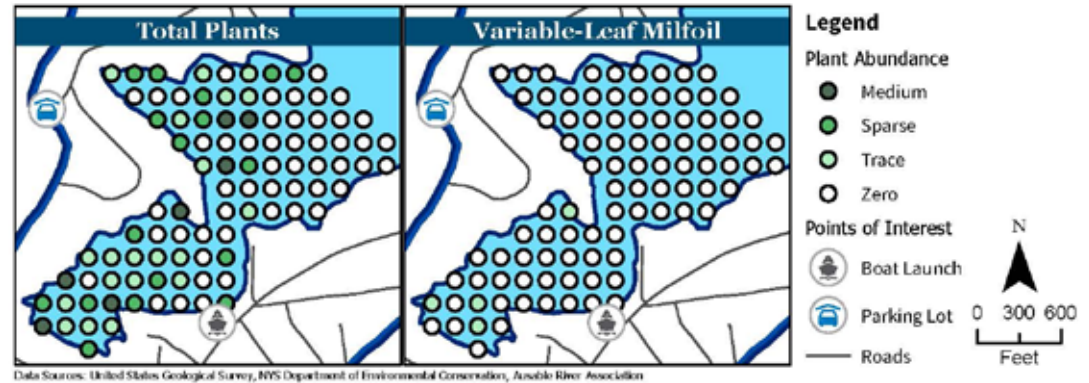 Total Plants
Variable-Leaf Milfoil
Legend
Plant Abundance
Medium
Sparse
Trace
Zero
Points of Interest
Boat Launch
Parking Lot
Roads
N
0 300 600
Feet
Data Sources: United States Geological Survey, NYS Department of Environmental Conservation, Ausable River Association